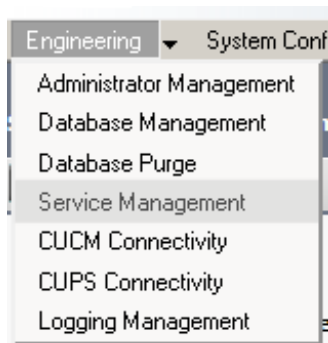 Engineering System Conf
Administrator Management
Database Management
Database Purge
Service Management
CUCM Connectivity
CUPS Connectivity
Logging Management